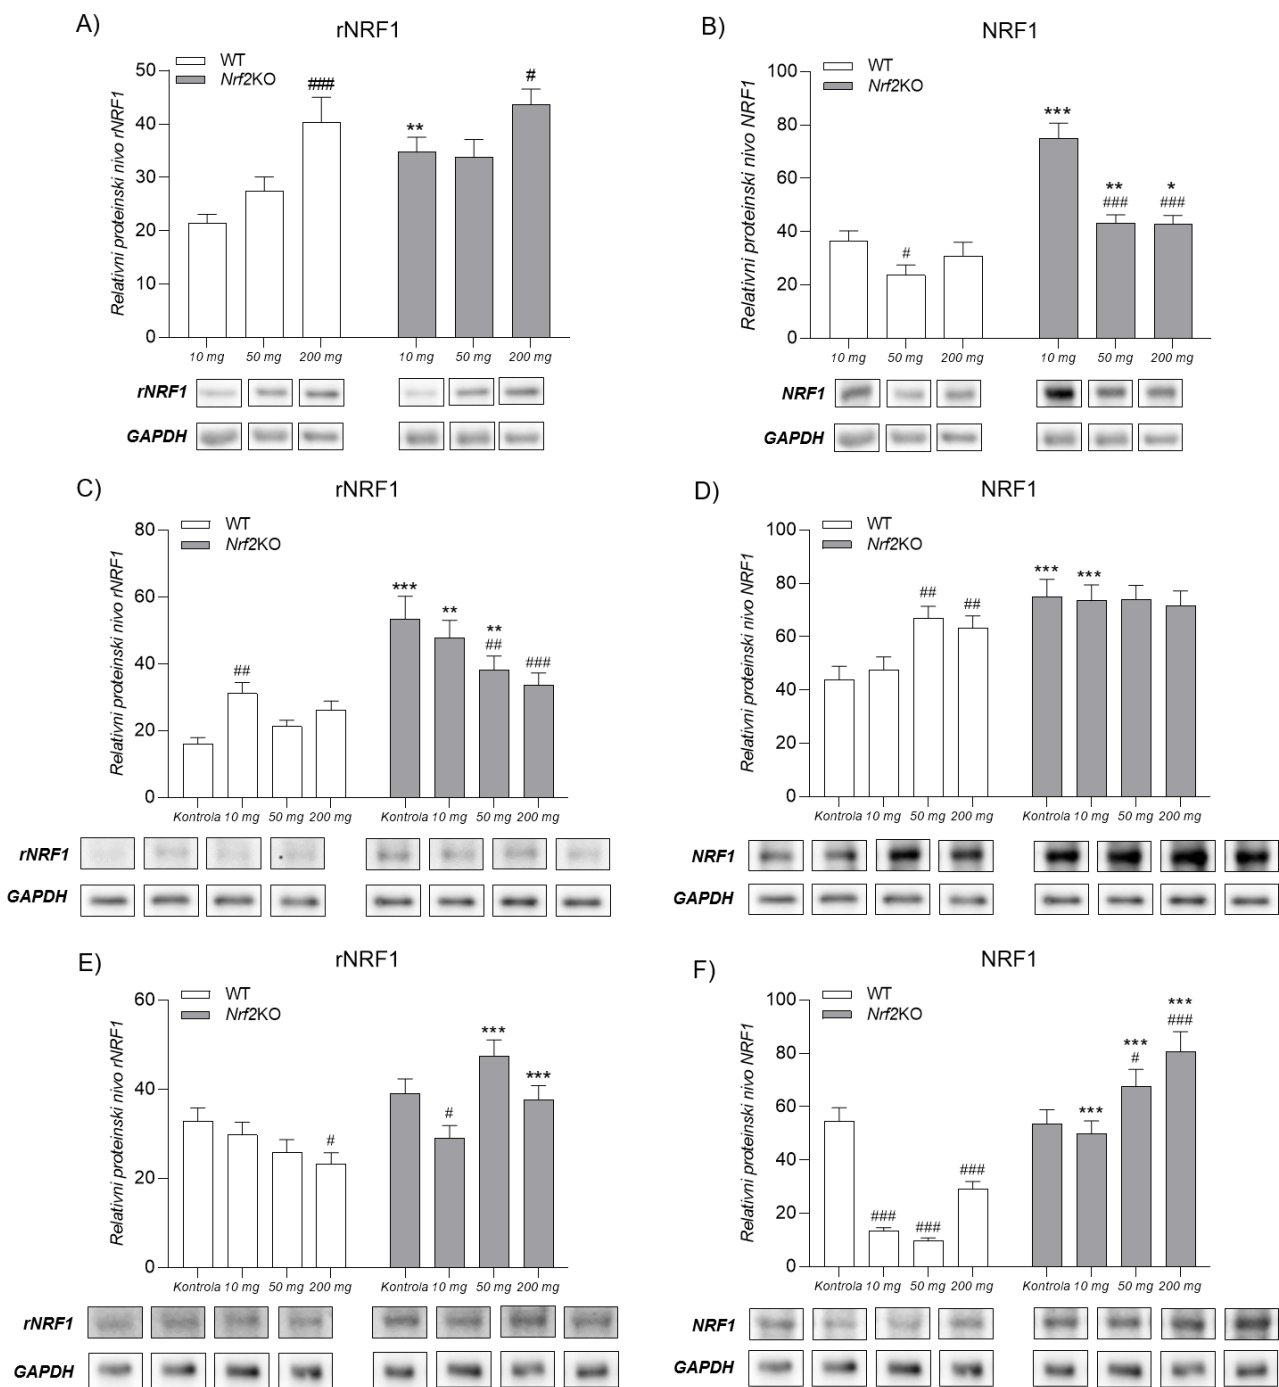 A)
rNRF1
WT
Nrf2KO
Relativni proteinski nivo rNRF1
50
40
30
20
10
0
###
**
#
10 mg 50 mg 200 mg 10 mg 50 mg 200 mg
rNRF1
GAPDH
B)
NRF1
WT
Nrf2KO
Relativni proteinski nivo NRF1
100
80
60
40
20
0
#
***
**
###
*
###
10 mg 50 mg 200 mg 10 mg 50 mg 200 mg
NRF1
GAPDH
C)
rNRF1
WT
Nrf2KO
Relativni proteinski nivo rNRF1
80
60
40
20
0
##
***
**
**
##
###
Kontrola 10 mg 50 mg 200 mg Kontrola 10 mg 50 mg 200 mg
rNRF1
GAPDH
D)
NRF1
WT
Nrf2KO
Relativni proteinski nivo NRF1
100
80
60
40
20
0
##
##
***
***
Kontrola 10 mg 50 mg 200 mg Kontrola 10 mg 50 mg 200 mg
NRF1
GAPDH
E)
rNRF1
WT
Nrf2KO
Relativni proteinski nivo rNRF1
60
40
20
0
#
#
***
***
Kontrola 10 mg 50 mg 200 mg Kontrola 10 mg 50 mg 200 mg
rNRF1
GAPDH
F)
NRF1
WT
Nrf2KO
Relativni proteinski nivo NRF1
100
80
60
40
20
0
###
###
###
***
***
#
***
###
Kontrola 10 mg 50 mg 200 mg Kontrola 10 mg 50 mg 200 mg
NRF1
GAPDH